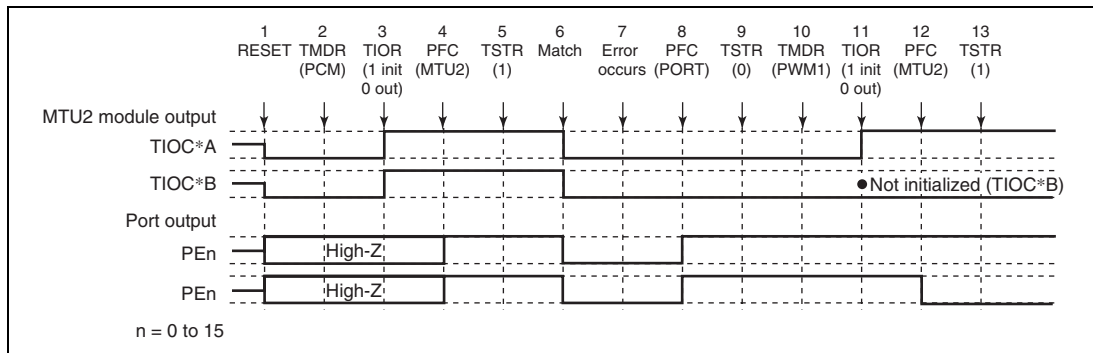 1 2 3 4 5 6 7 8 9 10 11 12 13
RESET TMDR TIOR PFC TSTR Match Error PFC TSTR TMDR TIOR PFC TSTR
(PCM) (1 init (MTU2) (1) occurs (PORT) (0) (PWM1) (1 init (MTU2) (1)
0 out) 0 out)
MTU2 module output
TIOC*A
TIOC*B
Not initialized (TIOC*B)
Port output
PEn
High-Z
PEn
High-Z
n = 0 to 15